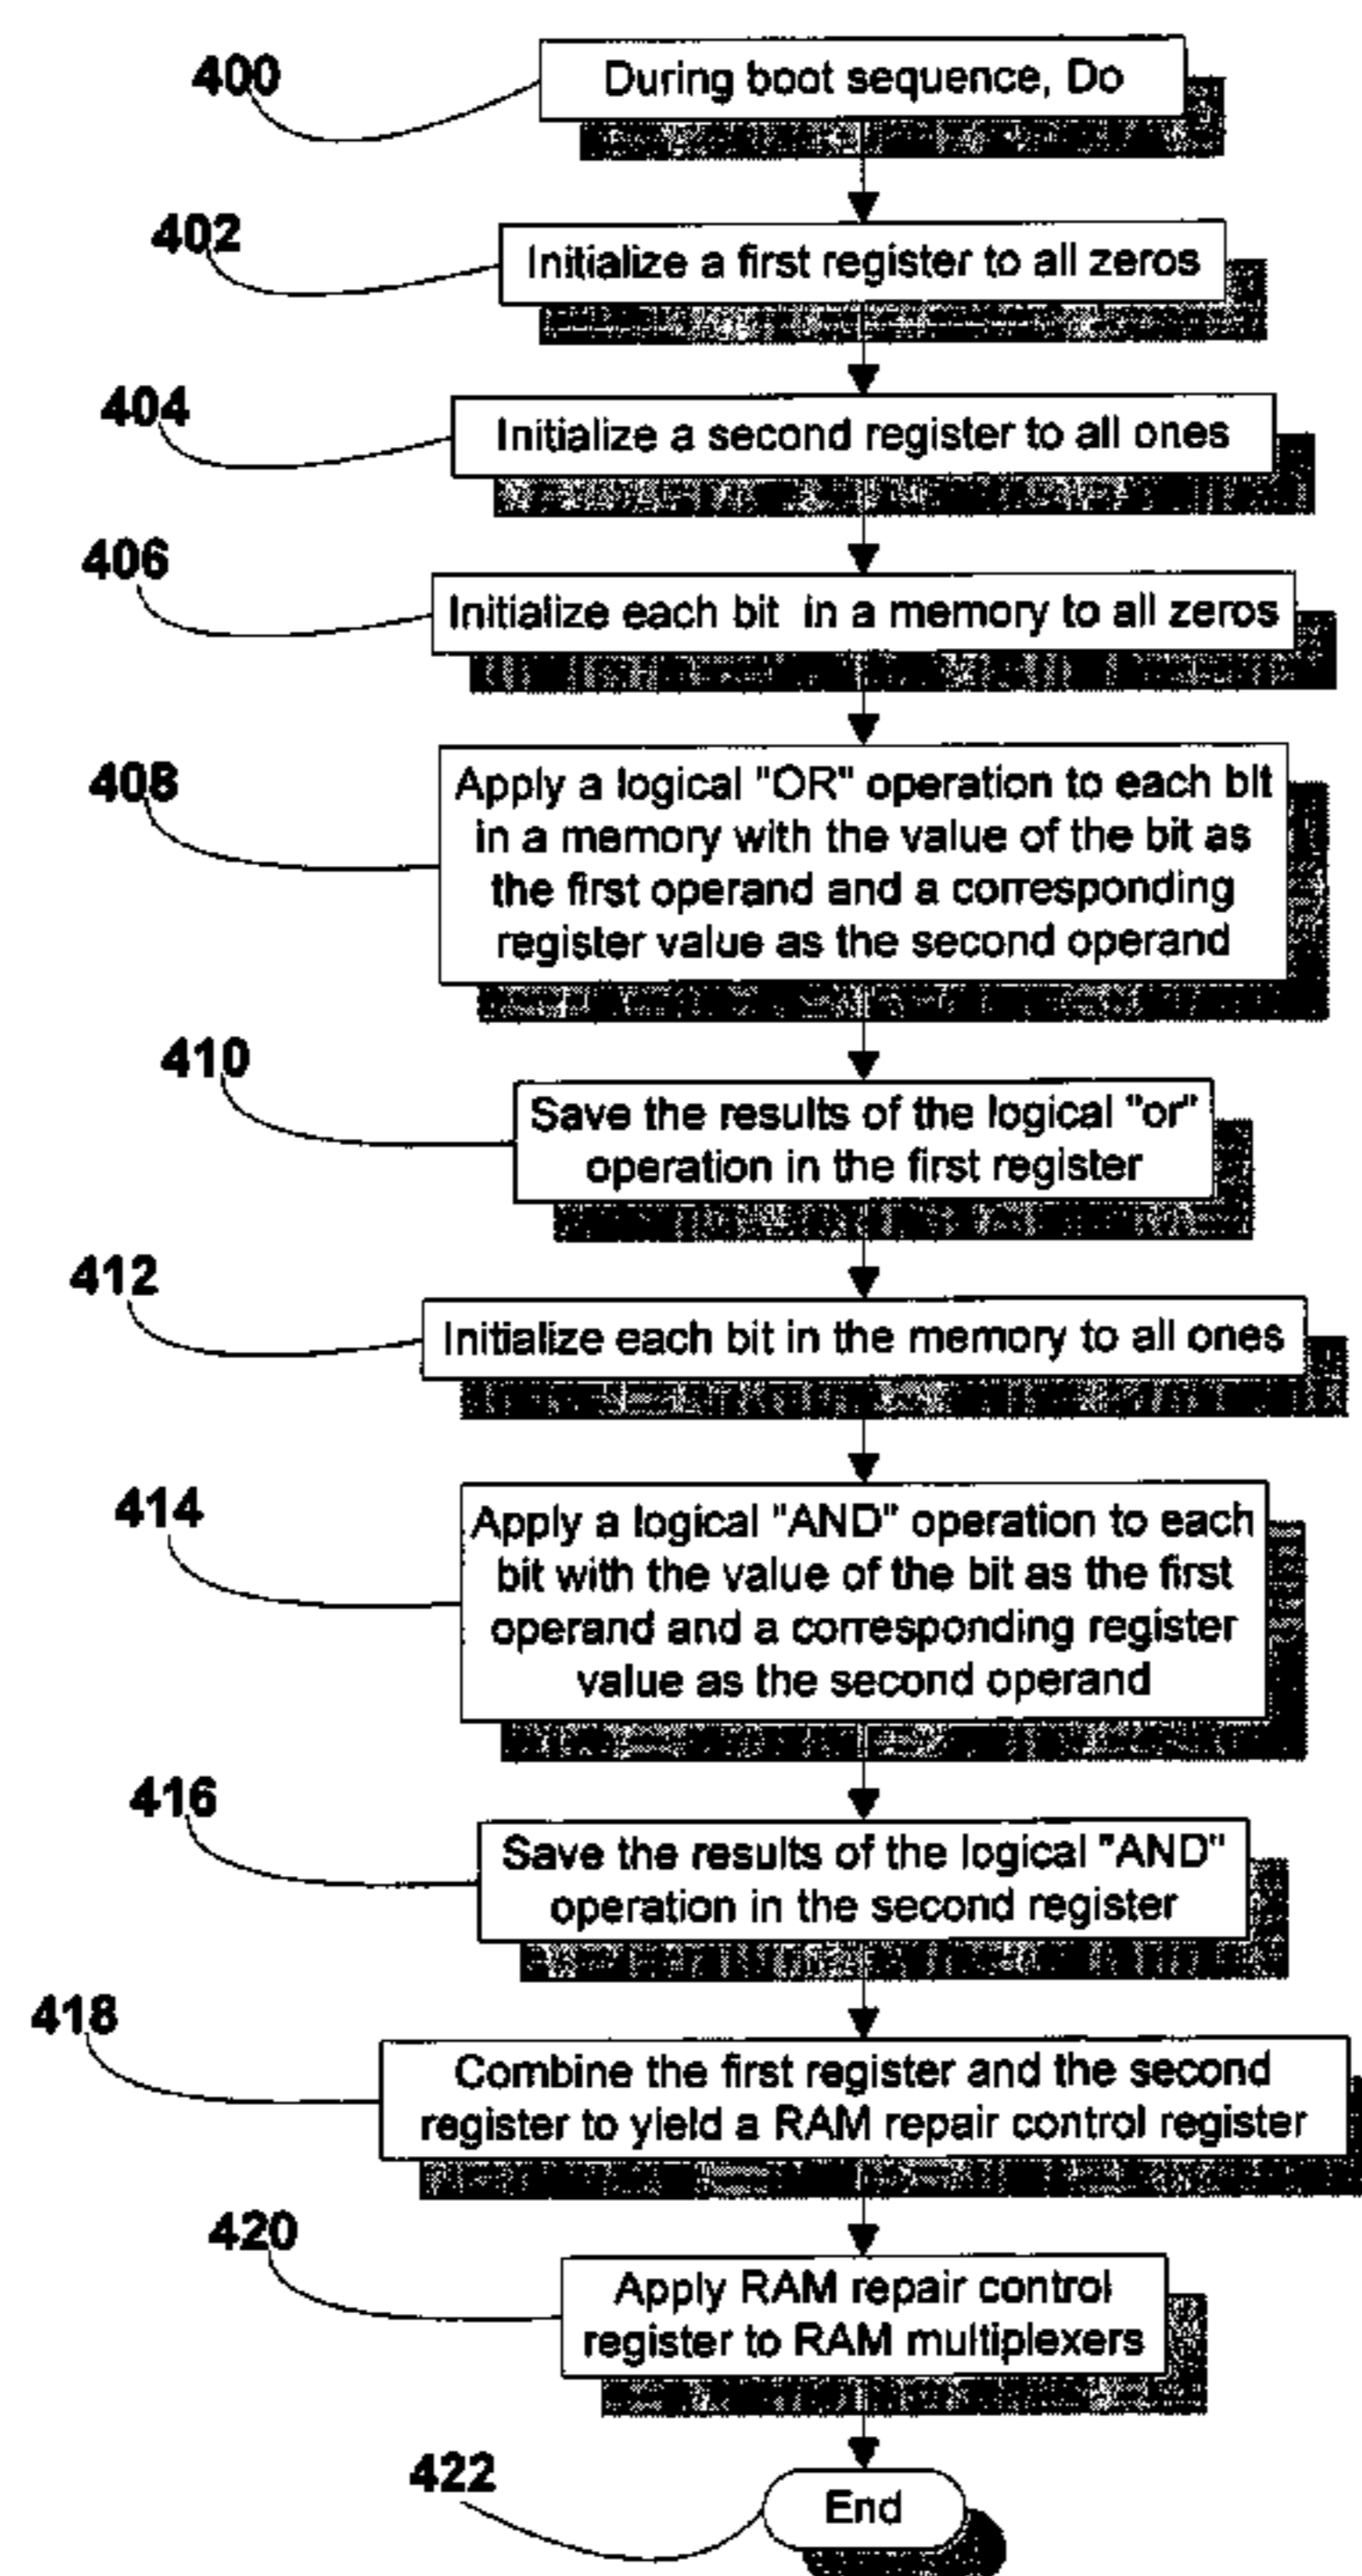 400
During boot sequence, Do
402
Initialize a first register to all zeros
404
Initialize a second register to all ones
406
Initialize each bit in a memory to all zeros
408
Apply a logical "OR" operation to each bit
in a memory with the value of the bit as
the first operand and a corresponding
register value as the second operand
410
Save the results of the logical "or"
operation in the first register
412
Initialize each bit in the memory to all ones
414
Apply a logical "AND" operation to each
bit with the value of the bit as the first
operand and a corresponding register
value as the second operand
416
Save the results of the logical "AND"
operation in the second register
418
Combine the first register and the second
register to yield a RAM repair control register
420
Apply RAM repair control
register to RAM multiplexers
422
End